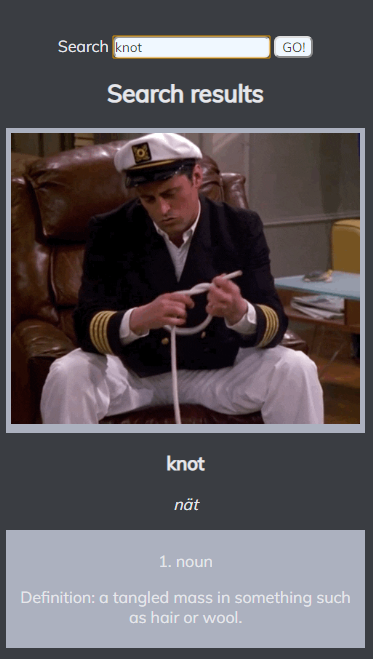 Search knot GO!
Search results
knot
nät
1. noun
Definition: a tangled mass in something such
as hair or wool.